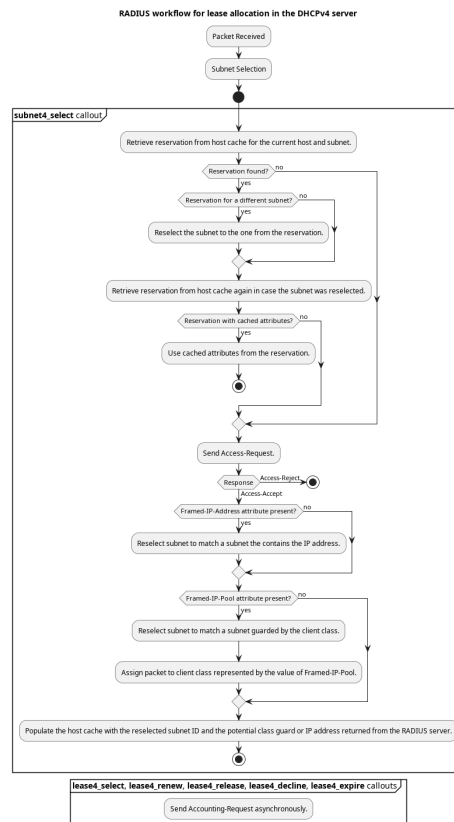 RADIUS workflow for lease allocation in the DHCPv4 server
Packet Received
Subnet Selection
subnet4_select callout
Retrieve reservation from host cache for the current host and subnet.
Reservation found?
no
yes
Reservation for a different subnet?
no
yes
Reselect the subnet to the one from the reservation.
Retrieve reservation from host cache again in case the subnet was reselected.
Reservation with cached attributes?
no
yes
Use cached attributes from the reservation.
Send Access-Request.
Response
Access-Reject
Access-Accept
Framed-IP-Address attribute present?
no
yes
Reselect subnet to match a subnet the contains the IP address.
Framed-IP-Pool attribute present?
no
yes
Reselect subnet to match a subnet guarded by the client class.
Assign packet to client class represented by the value of Framed-IP-Pool.
Populate the host cache with the reselected subnet ID and the potential class guard or IP address returned from the RADIUS server.
lease4_select, lease4_renew, lease4_release, lease4_decline, lease4_expire callouts
Send Accounting-Request asynchronously.